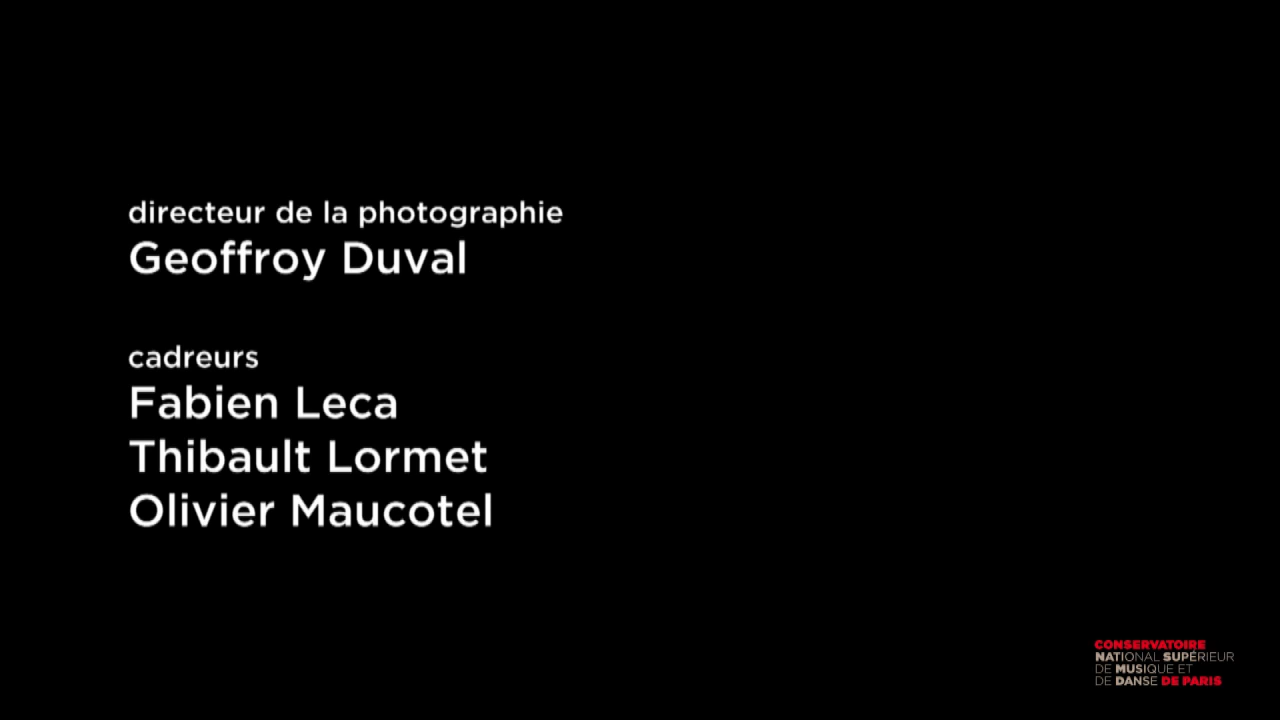 directeur de la photographie
Geoffroy Duval
cadreurs
Fabien Leca
Thibault Lormet
Olivier Maucotel
CONSERVATOIRE
NATIONAL SUPÉRIEUR
DE MUSIQUE ET
DE DANSE DE PARIS